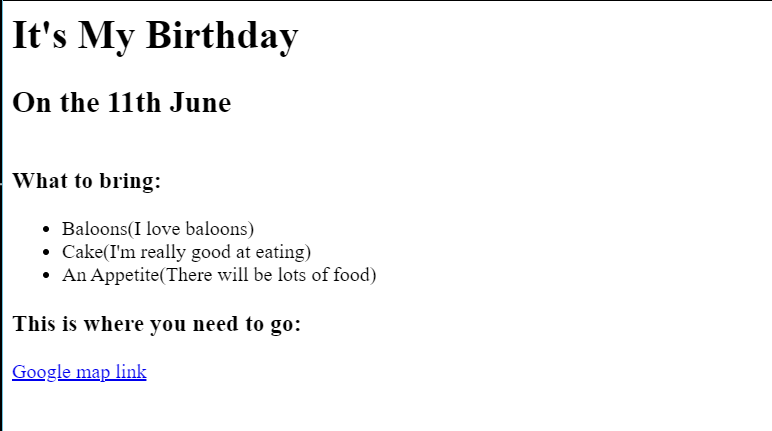 It's My Birthday
On the 11th June
What to bring:
Baloons(I love baloons)
Cake(I'm really good at eating)
An Appetite(There will be lots of food)
This is where you need to go:
Google map link